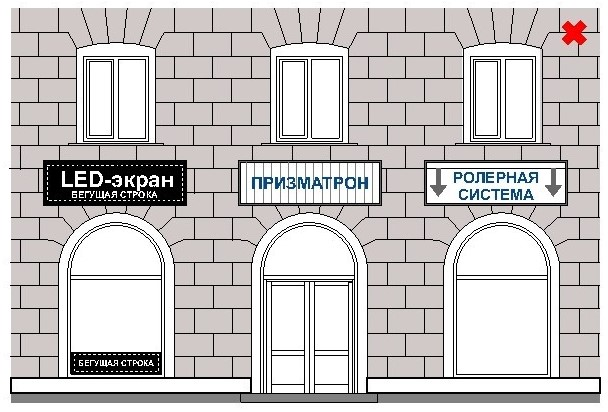 LED-экран
БЕГУЩАЯ СТРОКА
ПРИЗМАТРОН
РОЛЕРНАЯ
СИСТЕМА
БЕГУЩАЯ СТРОКА